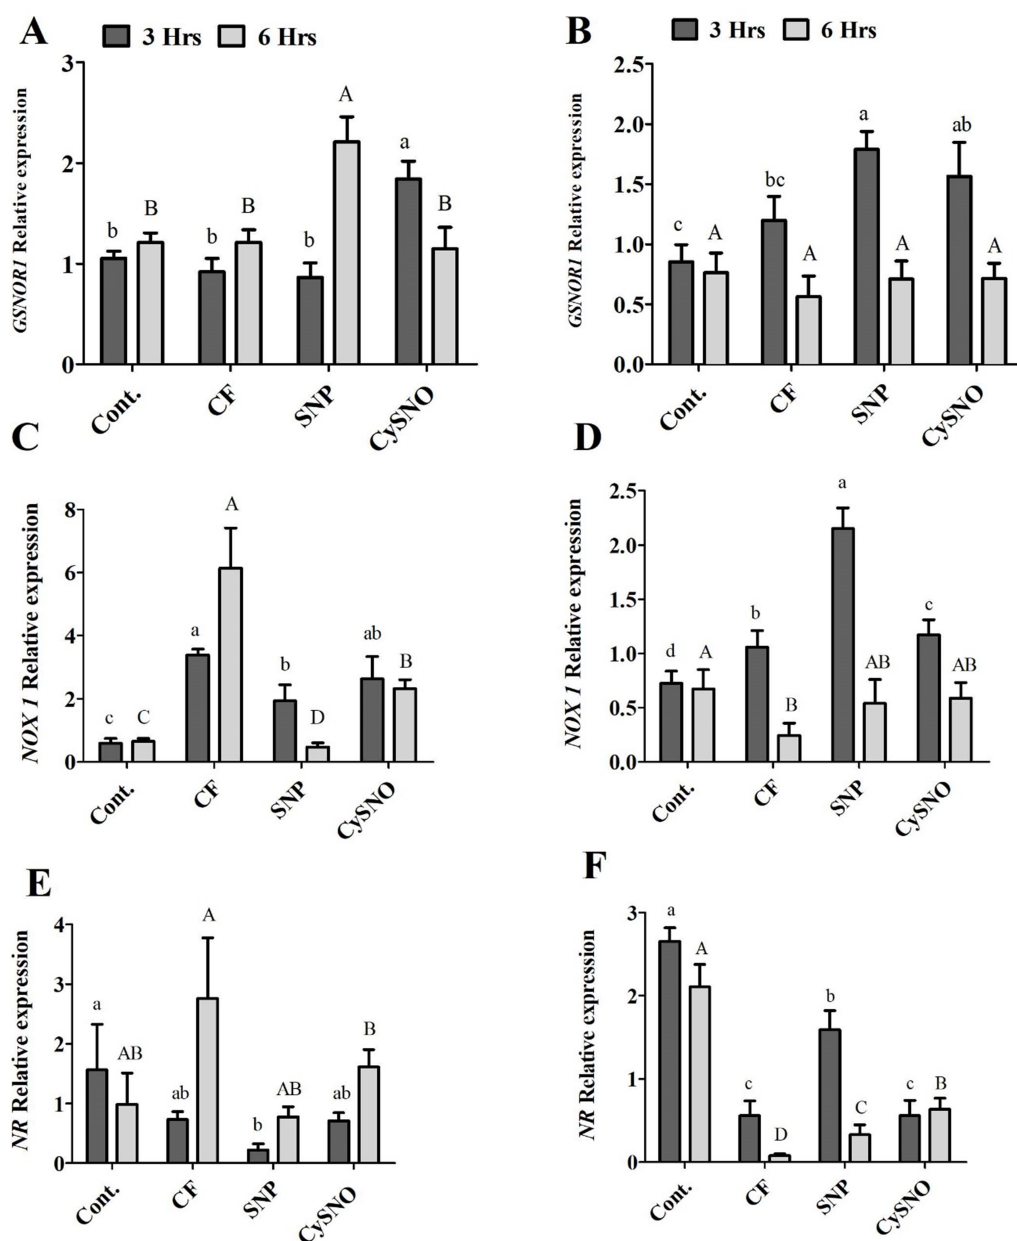 A
3 Hrs 6 Hrs
GSNOR1 Relative expression
3
2
1
0
b B b B b A a B
Cont. CF SNP CySNO
B
3 Hrs 6 Hrs
GSNOR1 Relative expression
2.5
2.0
1.5
1.0
0.5
0.0
c A bc A a A ab A
Cont. CF SNP CySNO
C
NOX 1 Relative expression
8
6
4
2
0
c C a A b D ab B
Cont. CF SNP CySNO
D
NOX 1 Relative expression
2.5
2.0
1.5
1.0
0.5
0.0
d A b B a AB c AB
Cont. CF SNP CySNO
E
NR Relative expression
4
3
2
1
0
a AB ab A b AB ab B
Cont. CF SNP CySNO
F
NR Relative expression
3
2
1
0
a A c D b C c B
Cont. CF SNP CySNO